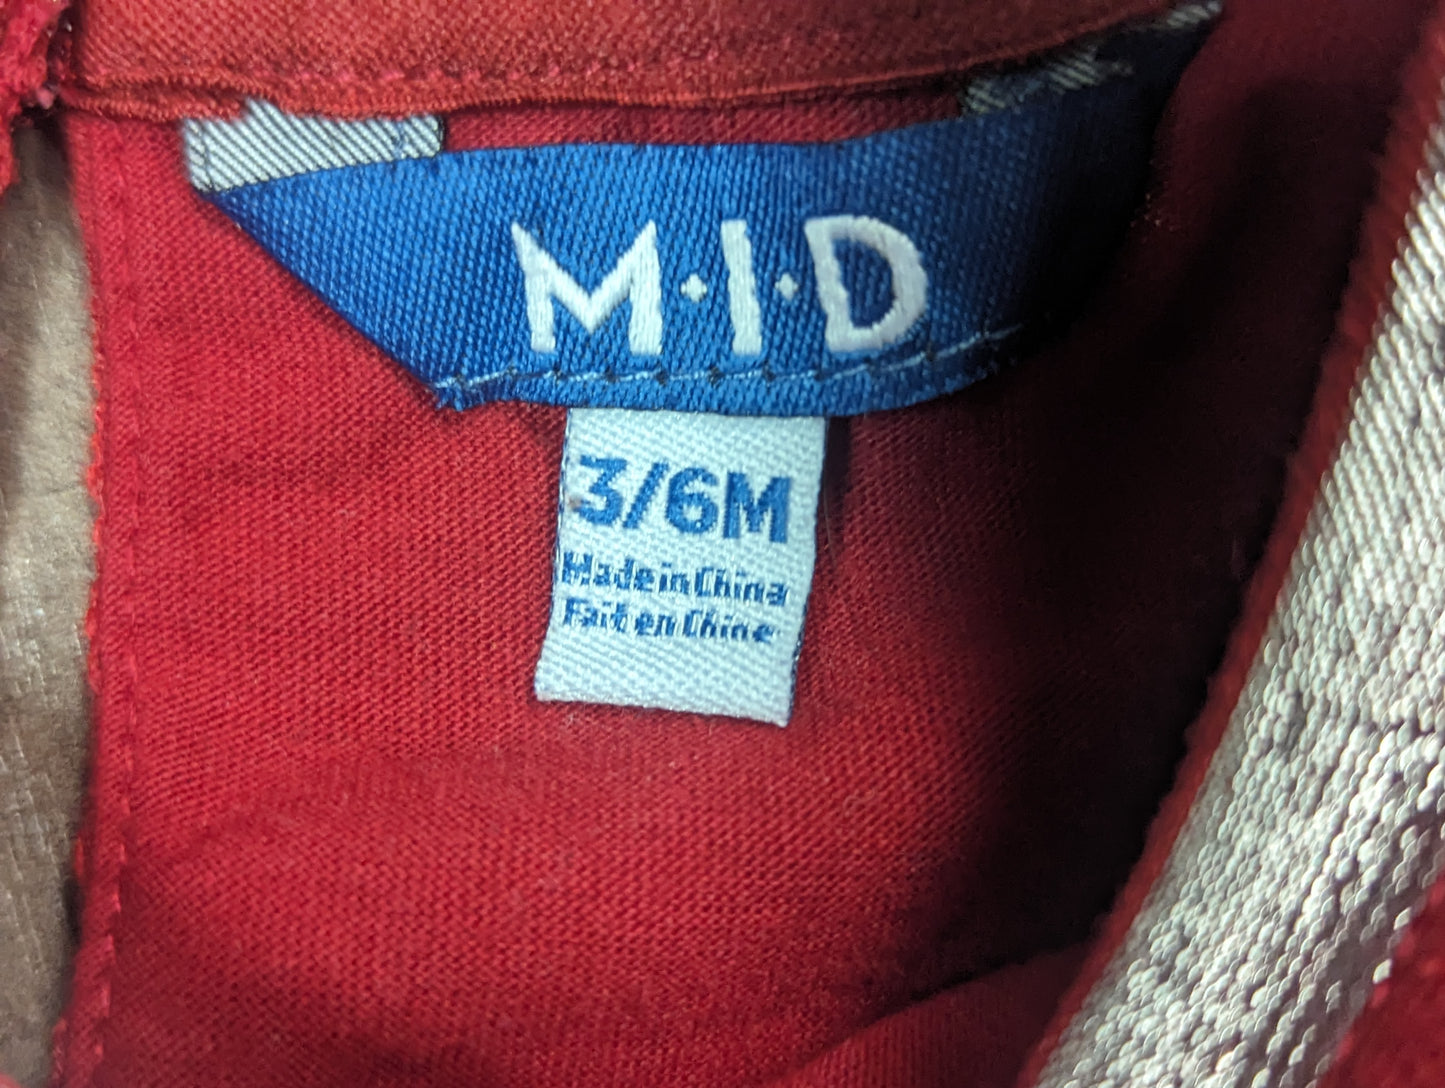 M·I·D
3/6M
Made in China
Fait en Chine